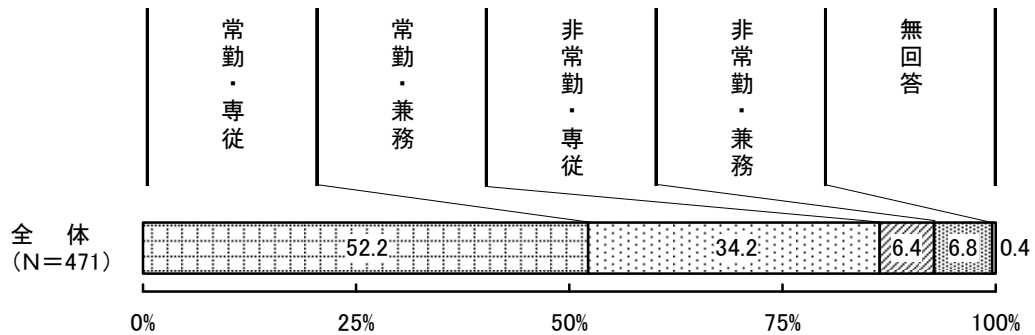 常勤・専従
常勤・兼務
非常勤・専従
非常勤・兼務
無回答
全 体
(N=471)
52.2
34.2
6.4
6.8
0.4
0%
25%
50%
75%
100%